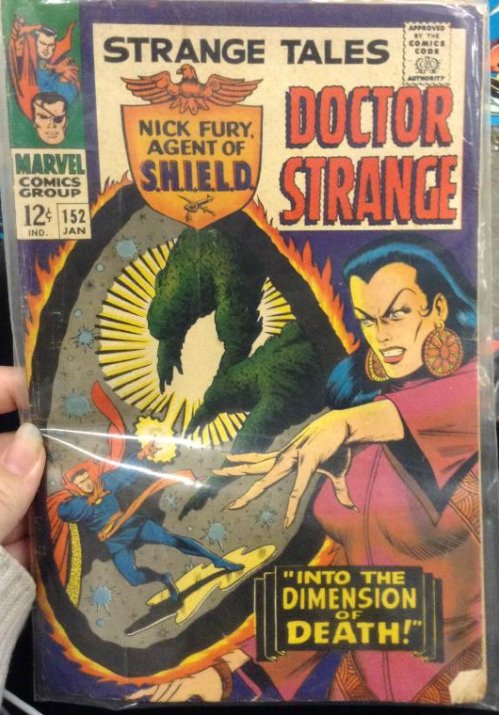 STRANGE TALES
APPROVED
BY THE
COMICS
CODE
AUTHORITY
NICK FURY,
AGENT OF
S.H.I.E.L.D.
DOCTOR
STRANGE
MARVEL
COMICS
GROUP
12¢
IND.
152
JAN
"INTO THE
DIMENSION
OF
DEATH!"